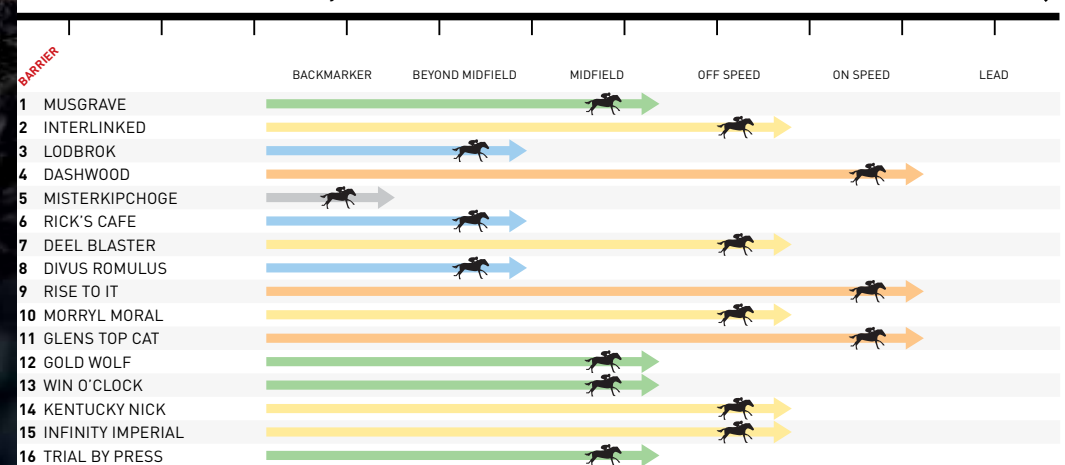 BARRIER
BACKMARKER BEYOND MIDFIELD MIDFIELD OFF SPEED ON SPEED LEAD
1 MUSGRAVE
2 INTERLINKED
3 LODBROK
4 DASHWOOD
5 MISTERKIPCHOGE
6 RICK'S CAFE
7 DEEL BLASTER
8 DIVUS ROMULUS
9 RISE TO IT
10 MORRYL MORAL
11 GLENS TOP CAT
12 GOLD WOLF
13 WIN O'CLOCK
14 KENTUCKY NICK
15 INFINITY IMPERIAL
16 TRIAL BY PRESS